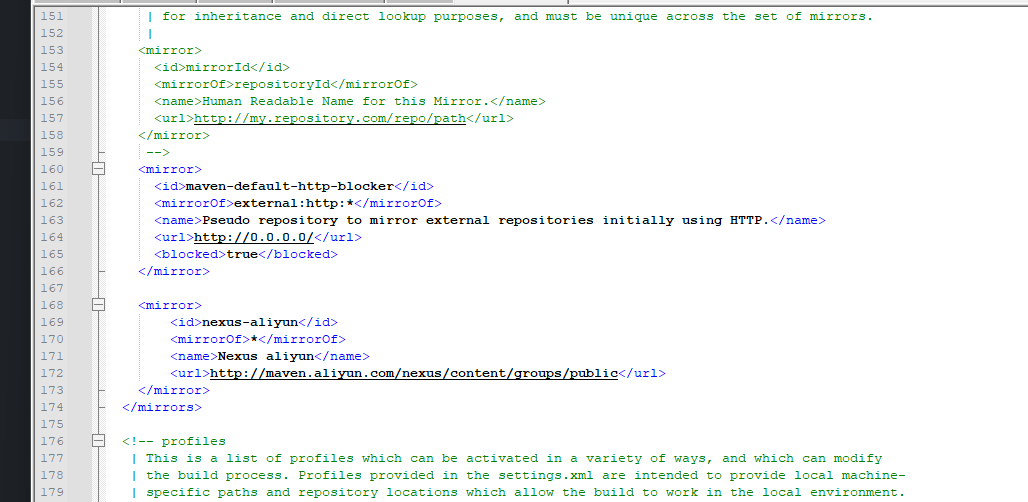 151 | for inheritance and direct lookup purposes, and must be unique across the set of mirrors.
152 |
153 <mirror>
154 <id>mirrorId</id>
155 <mirrorOf>repositoryId</mirrorOf>
156 <name>Human Readable Name for this Mirror.</name>
157 <url>http://my.repository.com/repo/path</url>
158 </mirror>
159 -->
160 <mirror>
161 <id>maven-default-http-blocker</id>
162 <mirrorOf>external:http:*</mirrorOf>
163 <name>Pseudo repository to mirror external repositories initially using HTTP.</name>
164 <url>http://0.0.0.0/</url>
165 <blocked>true</blocked>
166 </mirror>
167
168 <mirror>
169 <id>nexus-aliyun</id>
170 <mirrorOf>*</mirrorOf>
171 <name>Nexus aliyun</name>
172 <url>http://maven.aliyun.com/nexus/content/groups/public</url>
173 </mirror>
174 </mirrors>
175
176 <!-- profiles
177 | This is a list of profiles which can be activated in a variety of ways, and which can modify
178 | the build process. Profiles provided in the settings.xml are intended to provide local machine-
179 | specific paths and repository locations which allow the build to work in the local environment.